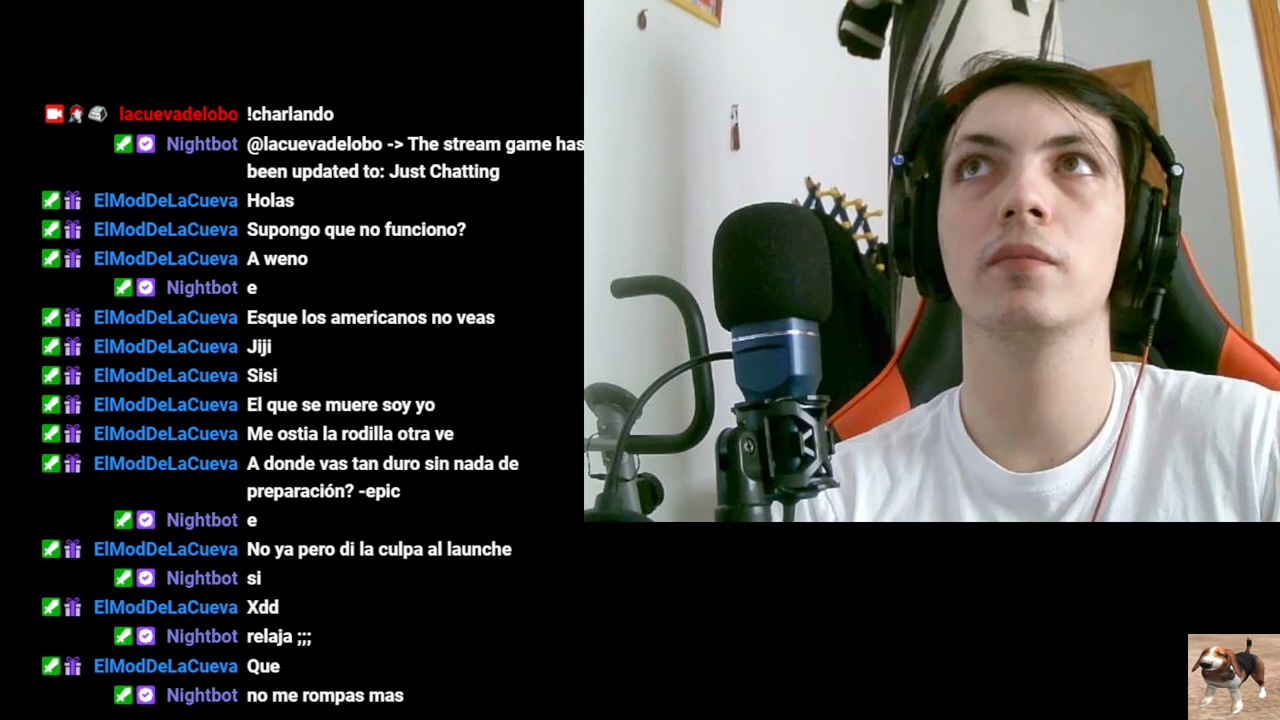 lacuevadelobo !charlando
Nightbot @lacuevadelobo -> The stream game has
been updated to: Just Chatting
ElModDeLaCueva Holas
ElModDeLaCueva Supongo que no funciono?
ElModDeLaCueva A weno
Nightbot e
ElModDeLaCueva Esque los americanos no veas
ElModDeLaCueva Jiji
ElModDeLaCueva Sisi
ElModDeLaCueva El que se muere soy yo
ElModDeLaCueva Me ostia la rodilla otra ve
ElModDeLaCueva A donde vas tan duro sin nada de
preparación? -epic
Nightbot e
ElModDeLaCueva No ya pero di la culpa al launche
Nightbot si
ElModDeLaCueva Xdd
Nightbot relaja ;;;
ElModDeLaCueva Que
Nightbot no me rompas mas